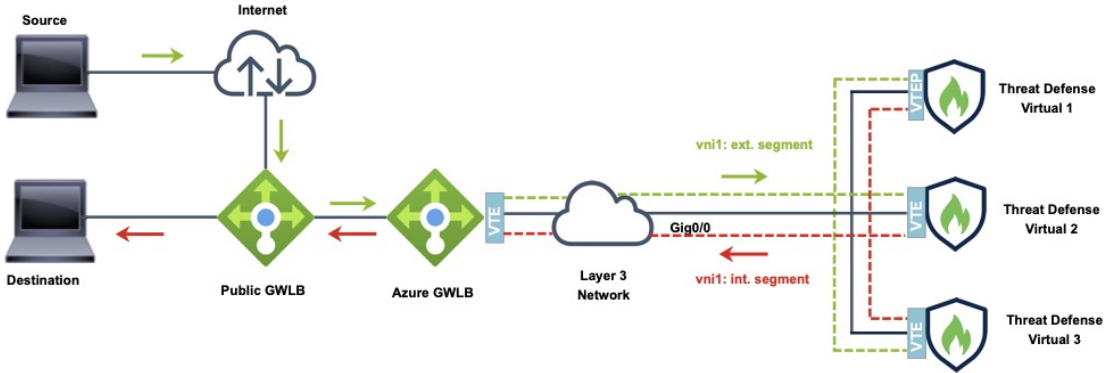 Source
Internet
Destination
Public GWLB
Azure GWLB
VTE
Layer 3
Network
vni1: ext. segment
Gig0/0
vni1: int. segment
VTEP
Threat Defense
Virtual 1
VTE
Threat Defense
Virtual 2
VTE
Threat Defense
Virtual 3